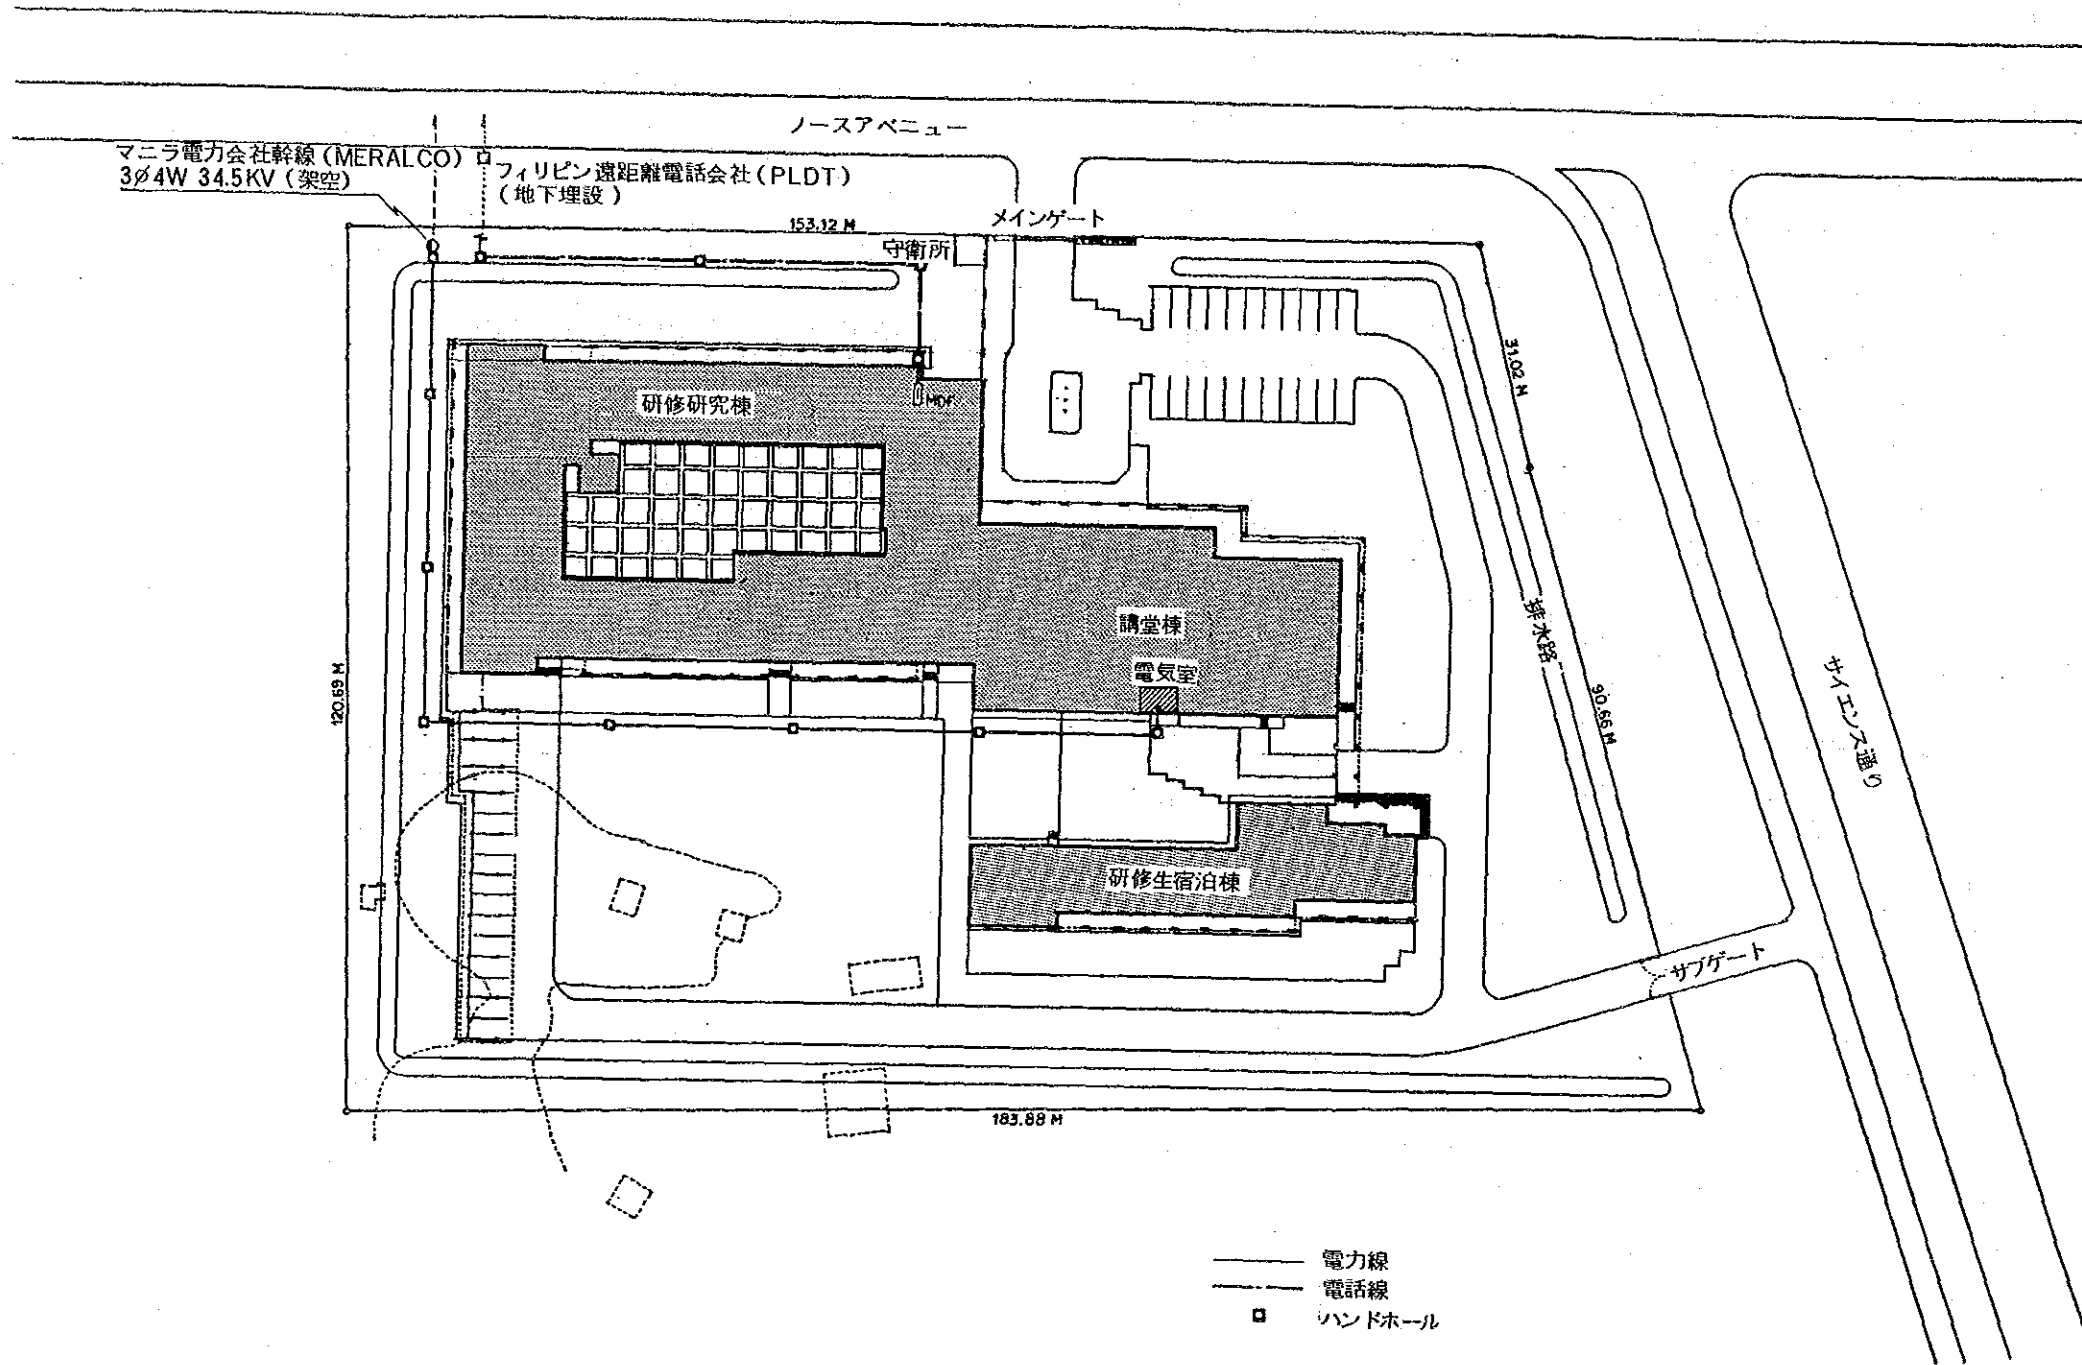 ノースアベニュー
マニラ電力会社幹線(MERALCO)
3φ4W 34.5KV(架空)
フィリピン遠距離電話会社(PLDT)
(地下埋設)
153.12 M
メインゲート
守衛所
31.02 M
研修研究棟
MDF
講堂棟
電気室
排水路
120.69 M
90.66 M
サイエンス通り
研修生宿泊棟
サブゲート
183.88 M
電力線
電話線
ハンドホール